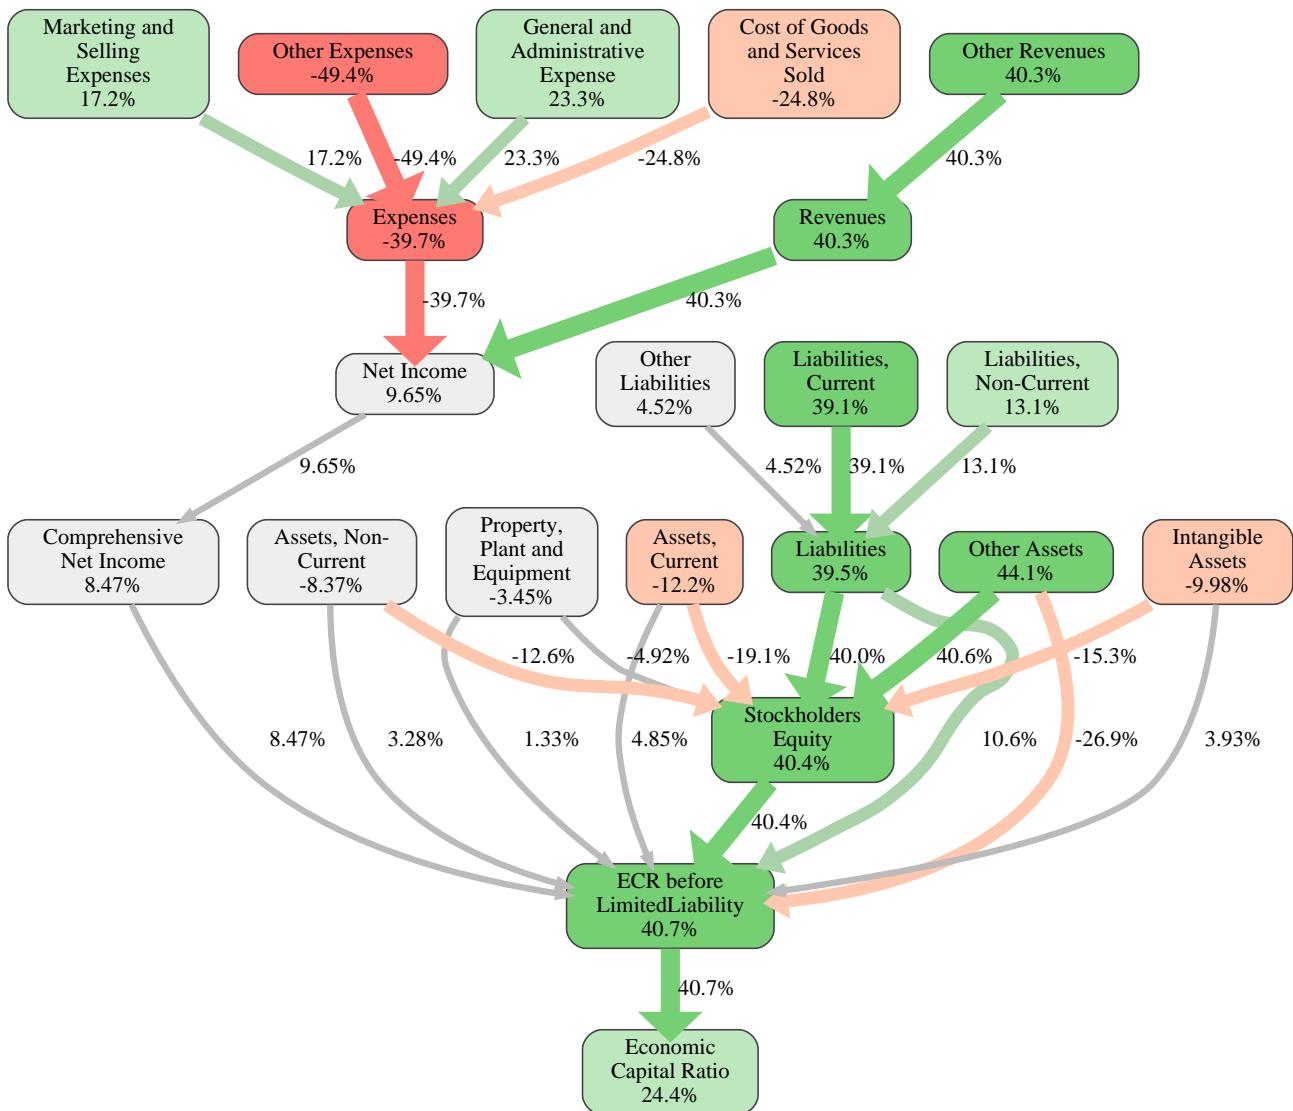 Marketing and
Selling
Expenses
17.2%
Other Expenses
-49.4%
General and
Administrative
Expense
23.3%
Cost of Goods
and Services
Sold
-24.8%
Other Revenues
40.3%
17.2%
-49.4%
23.3%
-24.8%
40.3%
Expenses
-39.7%
Revenues
40.3%
-39.7%
40.3%
Net Income
9.65%
Other
Liabilities
4.52%
Liabilities,
Current
39.1%
Liabilities,
Non-Current
13.1%
9.65%
4.52%
39.1%
13.1%
Comprehensive
Net Income
8.47%
Assets, Non-
Current
-8.37%
Property,
Plant and
Equipment
-3.45%
Assets,
Current
-12.2%
Liabilities
39.5%
Other Assets
44.1%
Intangible
Assets
-9.98%
-12.6%
-4.92%
-19.1%
40.0%
40.6%
-15.3%
Stockholders
Equity
40.4%
8.47%
3.28%
1.33%
4.85%
10.6%
-26.9%
3.93%
40.4%
ECR before
LimitedLiability
40.7%
40.7%
Economic
Capital Ratio
24.4%